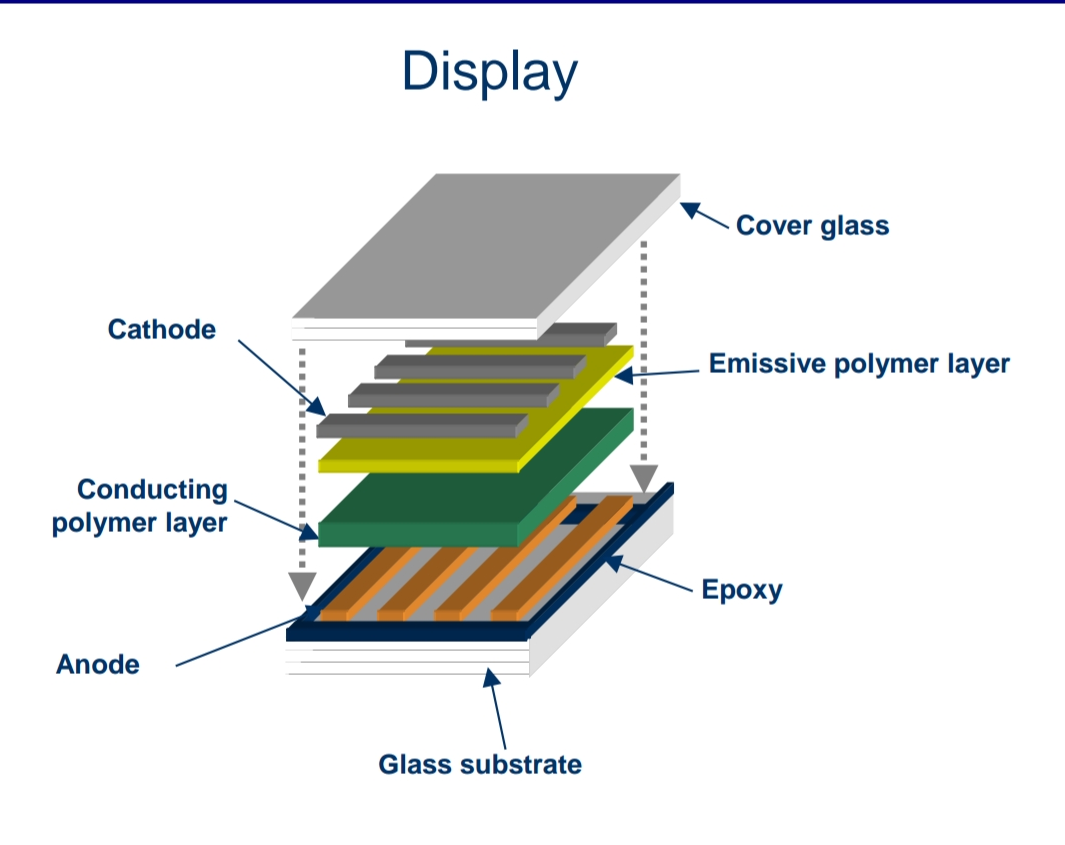 Display
Cover glass
Cathode
Emissive polymer layer
Conducting
polymer layer
Epoxy
Anode
Glass substrate